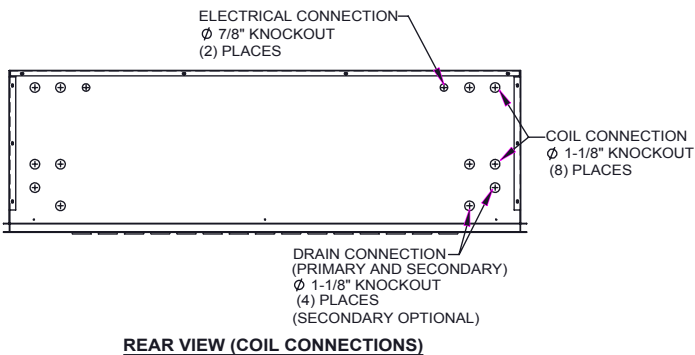 ELECTRICAL CONNECTION
Ø 7/8" KNOCKOUT
(2) PLACES
COIL CONNECTION
Ø 1-1/8" KNOCKOUT
(8) PLACES
DRAIN CONNECTION
(PRIMARY AND SECONDARY)
Ø 1-1/8" KNOCKOUT
(4) PLACES
(SECONDARY OPTIONAL)
REAR VIEW (COIL CONNECTIONS)